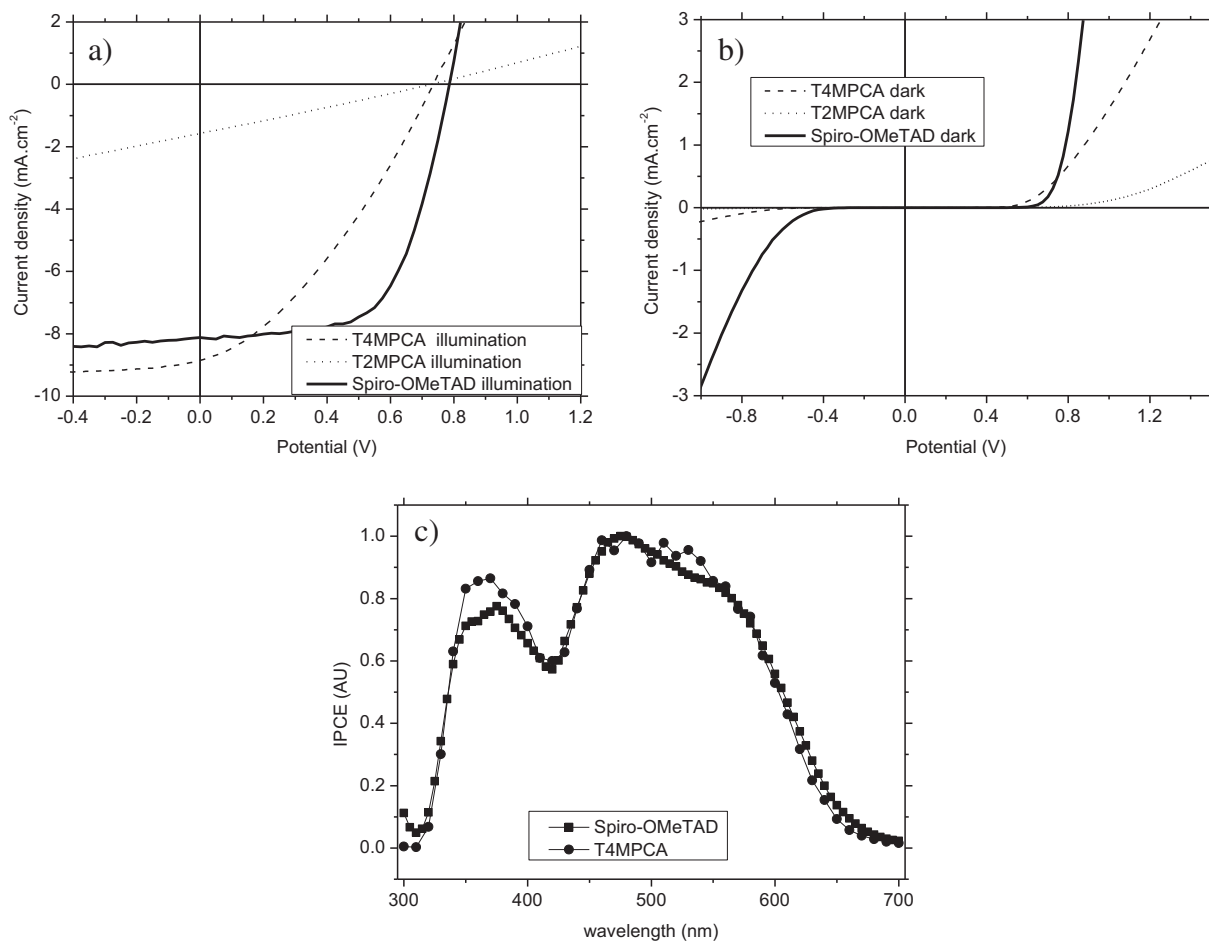 a)
2
0
-2
-4
-6
-8
-10
Current density (mA.cm-2)
-0.4 -0.2 0.0 0.2 0.4 0.6 0.8 1.0 1.2
Potential (V)
T4MPCA illumination
T2MPCA illumination
Spiro-OMeTAD illumination
b)
3
2
1
0
-1
-2
-3
Current density (mA.cm-2)
-0.8 -0.4 0.0 0.4 0.8 1.2
Potential (V)
T4MPCA dark
T2MPCA dark
Spiro-OMeTAD dark
c)
1.0
0.8
0.6
0.4
0.2
0.0
IPCE (AU)
Spiro-OMeTAD
T4MPCA
300 400 500 600 700
wavelength (nm)